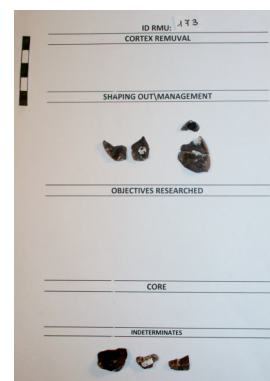 ID RMU: 173
CORTEX REMUVAL
SHAPING OUT\MANAGEMENT
OBJECTIVES RESEARCHED
CORE
INDETERMINATES